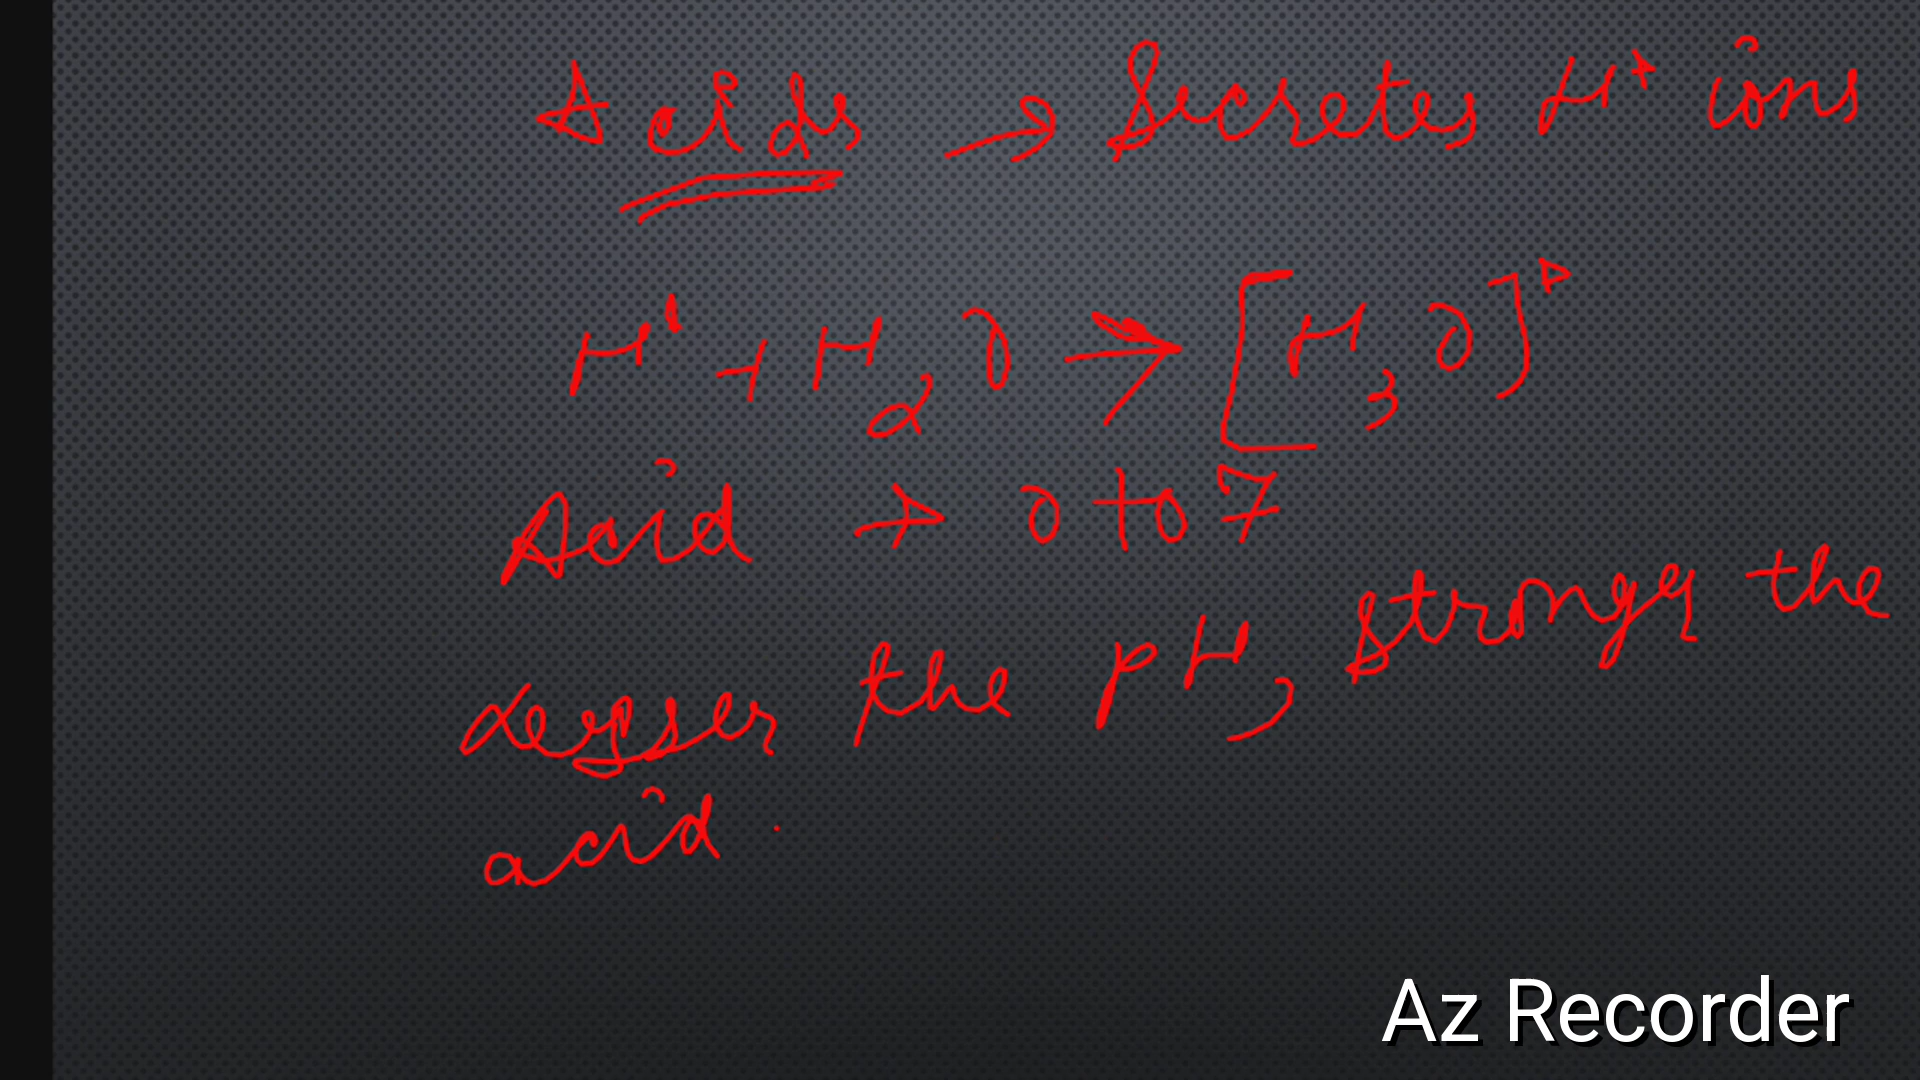 Acids → Secretes H⁺ ions
H⁺ + H₂O → [H₃O]⁺
Acid → 0 to 7
Lesser the pH, stronger the
acid.
Az Recorder